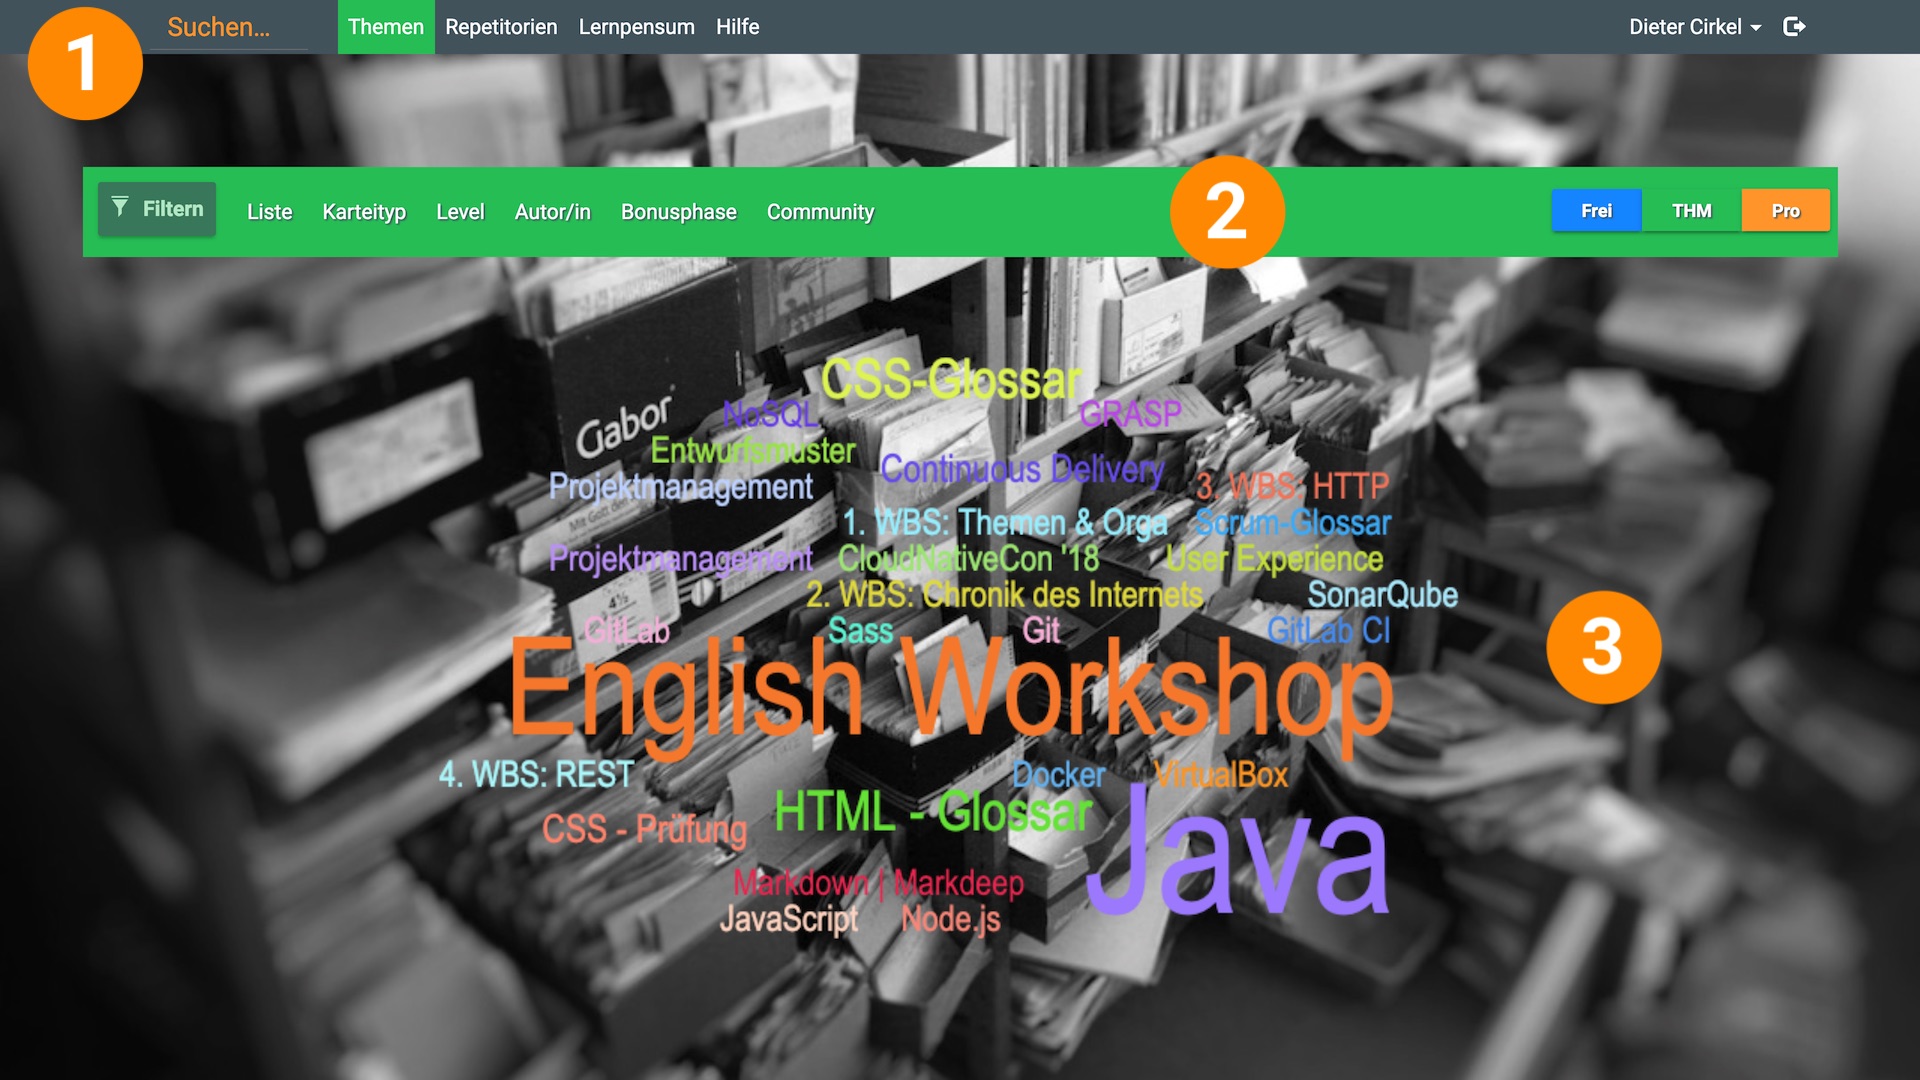 1 Suchen... Themen Repetitorien Lernpensum Hilfe Dieter Cirkel
Filtern Liste Karteityp Level Autor/in Bonusphase Community 2 Frei THM Pro
CSS-Glossar
Gabor
NoSQL GRASP
Entwurfsmuster
Continuous Delivery
Projektmanagement 3. WBS: HTTP
1. WBS: Themen & Orga Scrum-Glossar
Projektmanagement CloudNativeCon '18 User Experience
2. WBS: Chronik des Internets SonarQube
4½
GitLab Sass Git GitLab CI
3
English Workshop
4. WBS: REST Docker VirtualBox
HTML - Glossar
CSS - Prüfung
Java
Markdown | Markdeep
JavaScript Node.js